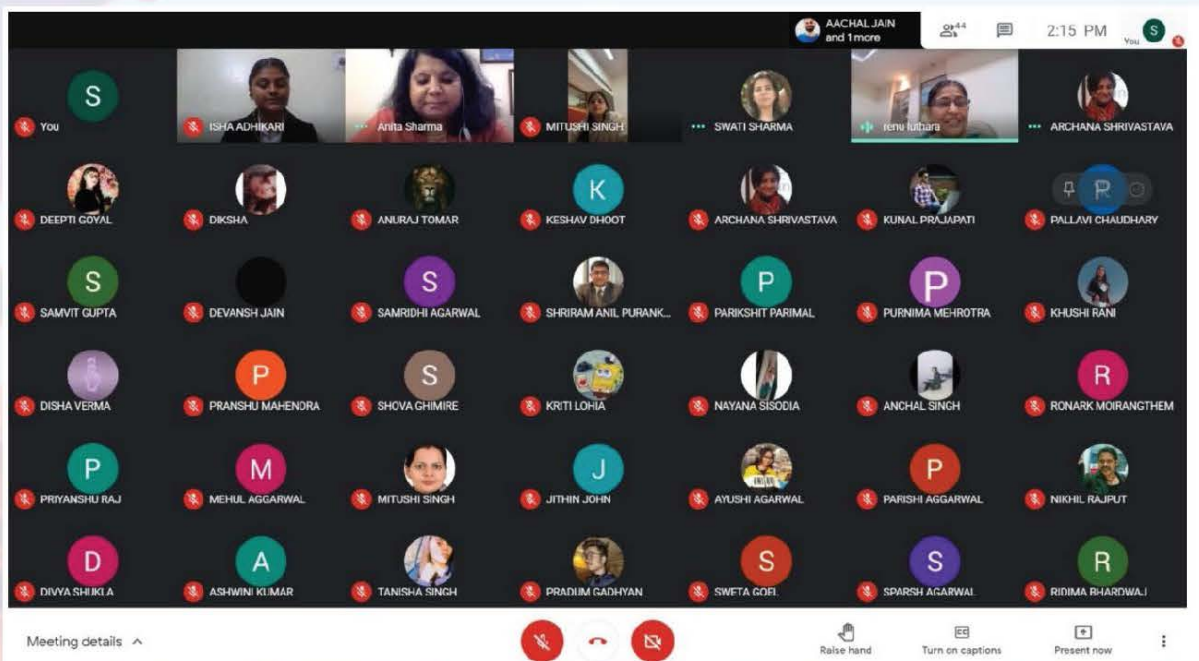 AACHAL JAIN
and 1 more
44
2:15 PM
You
S
S
You
ISHA ADHIKARI
Anita Sharma
MITUSHI SINGH
SWATI SHARMA
renu luthara
ARCHANA SHRIVASTAVA
DEEPTI GOYAL
DIKSHA
ANURAJ TOMAR
K
KESHAV DHOOT
ARCHANA SHRIVASTAVA
KUNAL PRAJAPATI
PALLAVI CHAUDHARY
S
SAMVIT GUPTA
DEVANSH JAIN
S
SAMRIDHI AGARWAL
SHRIRAM ANIL PURANK...
P
PARIKSHIT PARIMAL
P
PURNIMA MEHROTRA
KHUSHI RANI
DISHA VERMA
P
PRANSHU MAHENDRA
S
SHOVA GHIMIRE
KRITI LOHIA
NAYANA SISODIA
ANCHAL SINGH
R
RONARK MOIRANGTHEM
P
PRIYANSHU RAJ
M
MEHUL AGGARWAL
MITUSHI SINGH
J
JITHIN JOHN
AYUSHI AGARWAL
P
PARISHI AGGARWAL
NIKHIL RAJPUT
D
DIVYA SHUKLA
A
ASHWINI KUMAR
TANISHA SINGH
PRADUM GADHYAN
S
SWETA GOEL
S
SPARSH AGARWAL
R
RIDIMA BHARDWAJ
Meeting details
Raise hand
CC
Turn on captions
Present now